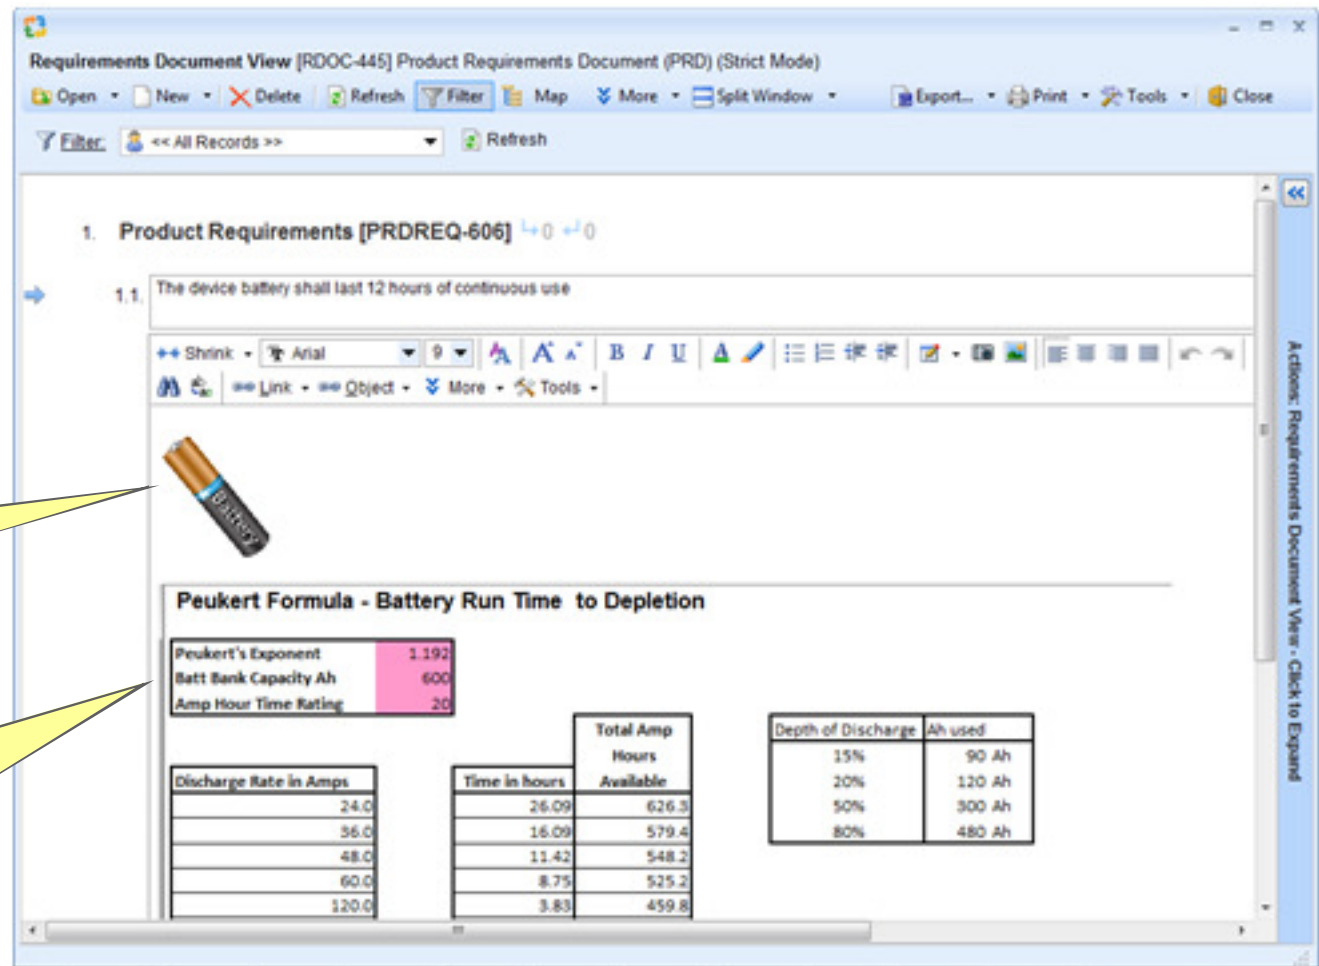 Requirements Document View [RDOC-445] Product Requirements Document (PRD) (Strict Mode)
Open New Delete Refresh Filter Map More Split Window Export... Print Tools Close
Filter: << All Records >> Refresh
1. Product Requirements [PRDREQ-606] 0 0
1.1. The device battery shall last 12 hours of continuous use
Shrink Arial 9 A A B I U A
Link Object More Tools
Battery
Peukert Formula - Battery Run Time to Depletion
Peukert's Exponent 1.192
Batt Bank Capacity Ah 600
Amp Hour Time Rating 20
Total Amp
Hours
Discharge Rate in Amps Time in hours Available
24.0 26.09 626.3
36.0 16.09 579.4
48.0 11.42 548.2
60.0 8.75 525.2
120.0 3.83 459.8
Depth of Discharge Ah used
15% 90 Ah
20% 120 Ah
50% 300 Ah
80% 480 Ah
Actions: Requirements Document View - Click to Expand